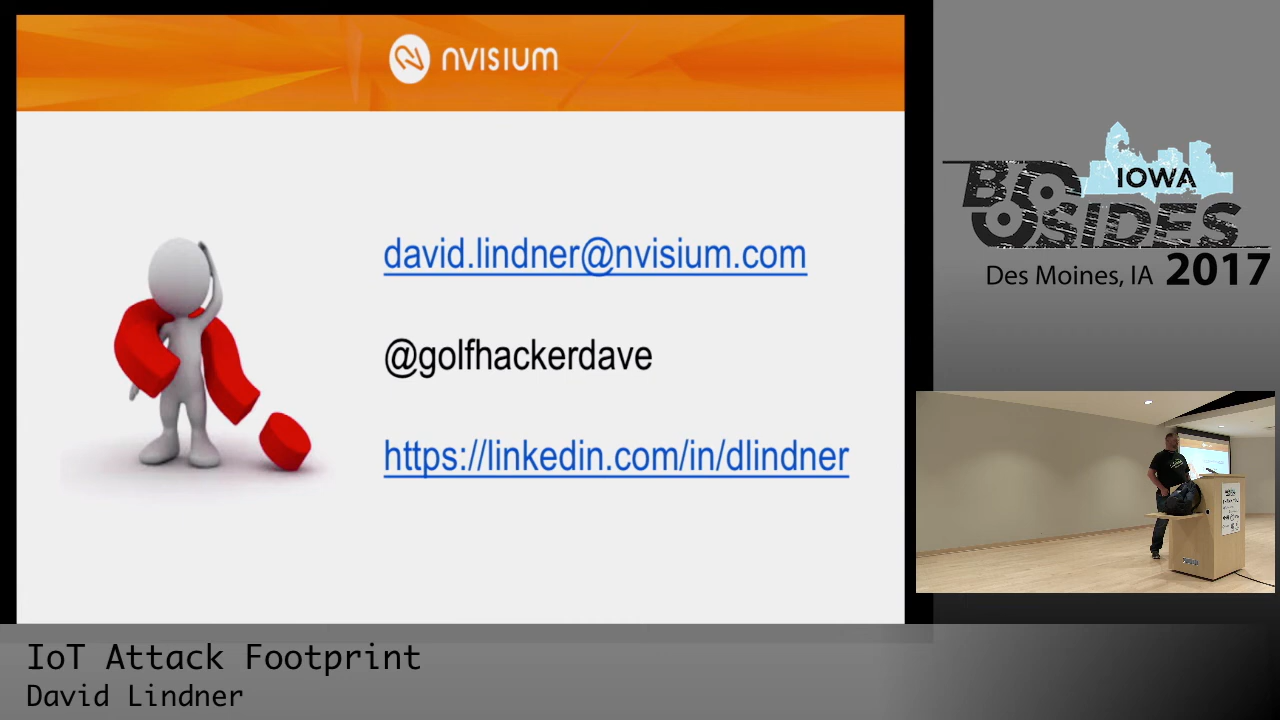 nvisium
david.lindner@nvisium.com
@golfhackerdave
https://linkedin.com/in/dlindner
IOWA
BSIDES
Des Moines, IA 2017
IoT Attack Footprint
David Lindner